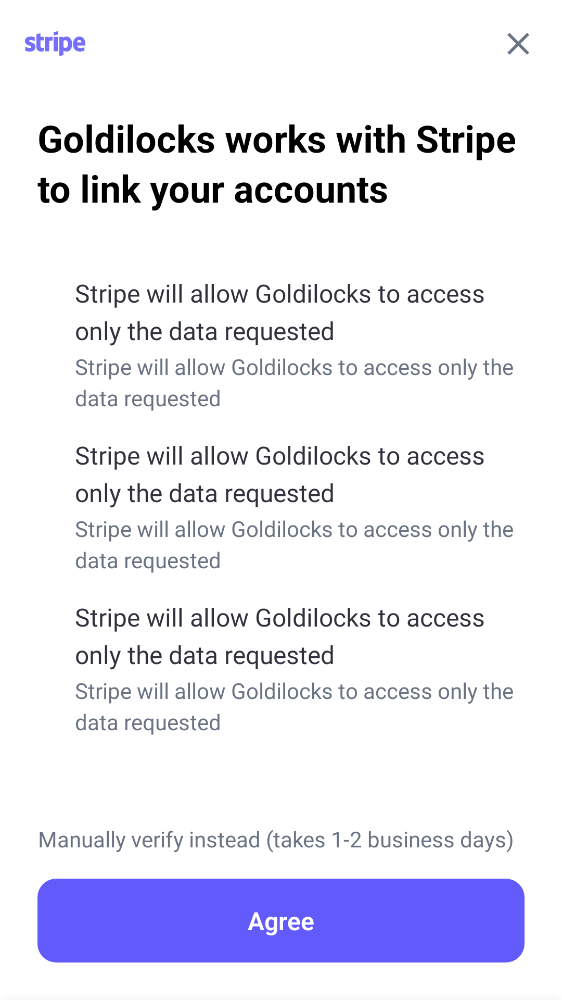 stripe
Goldilocks works with Stripe
to link your accounts
Stripe will allow Goldilocks to access
only the data requested
Stripe will allow Goldilocks to access only the
data requested
Stripe will allow Goldilocks to access
only the data requested
Stripe will allow Goldilocks to access only the
data requested
Stripe will allow Goldilocks to access
only the data requested
Stripe will allow Goldilocks to access only the
data requested
Manually verify instead (takes 1-2 business days)
Agree